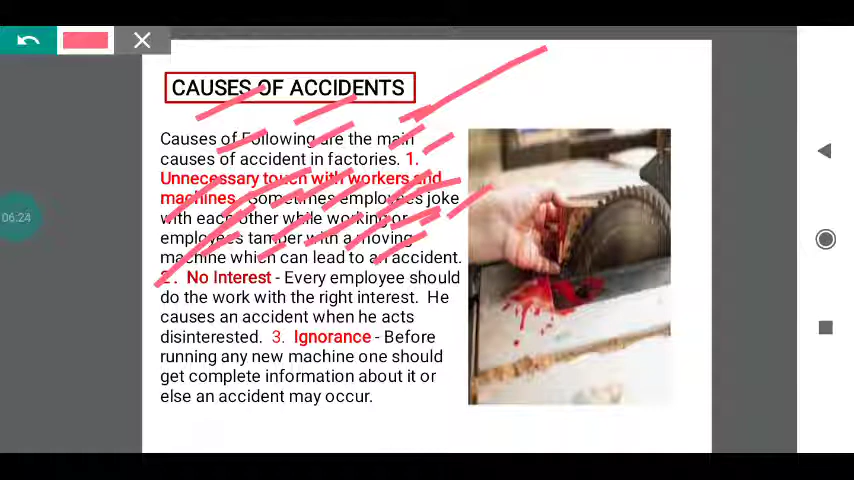 CAUSES OF ACCIDENTS
Causes of Following are the main
causes of accident in factories. 1.
Unnecessary touch with workers and
machines - Sometimes employees joke
with each other while working or
employees tamper with a moving
machine which can lead to an accident.
2. No Interest - Every employee should
do the work with the right interest. He
causes an accident when he acts
disinterested. 3. Ignorance - Before
running any new machine one should
get complete information about it or
else an accident may occur.
06:24